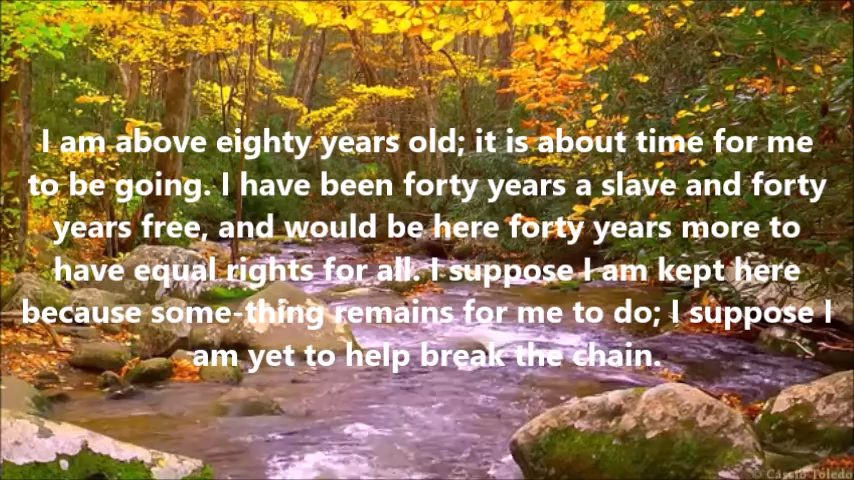 I am above eighty years old; it is about time for me
to be going. I have been forty years a slave and forty
years free, and would be here forty years more to
have equal rights for all. I suppose I am kept here
because some-thing remains for me to do; I suppose I
am yet to help break the chain.
© Cássio Toledo